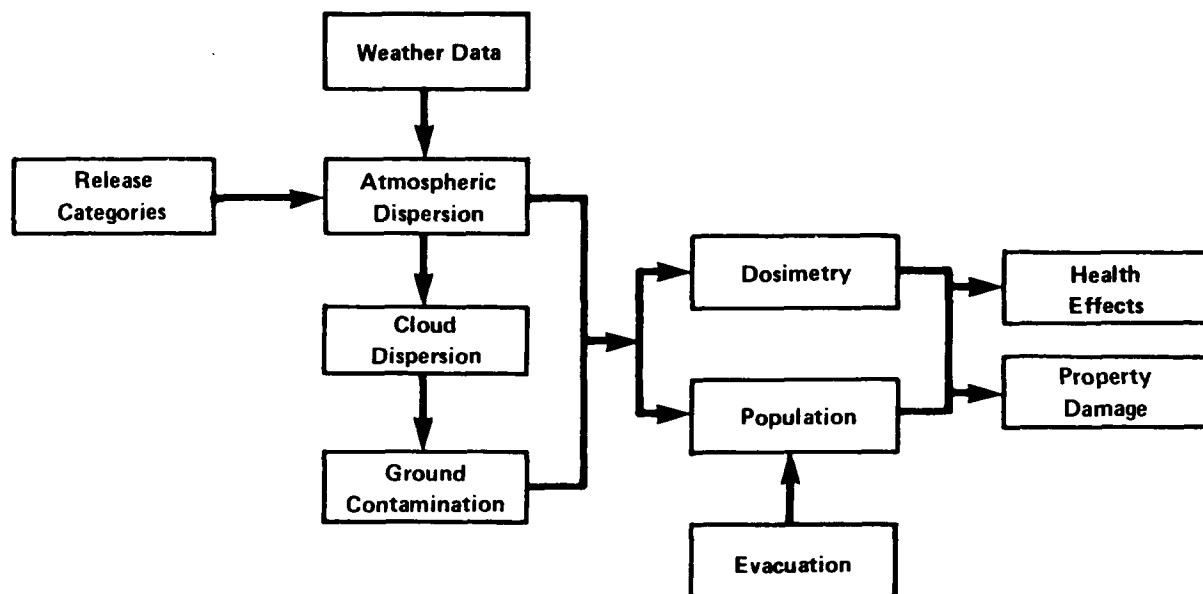 Weather Data
Release
Categories
Atmospheric
Dispersion
Cloud
Dispersion
Ground
Contamination
Dosimetry
Population
Evacuation
Health
Effects
Property
Damage